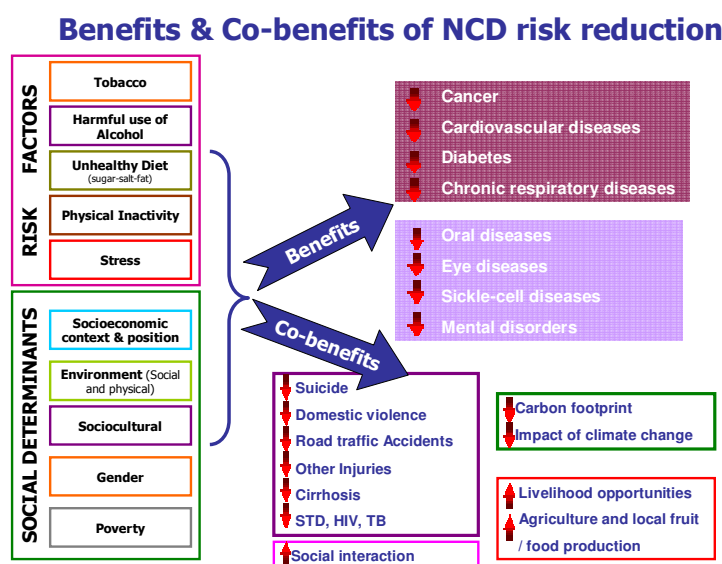 Benefits & Co-benefits of NCD risk reduction
RISK FACTORS
Tobacco
Harmful use of
Alcohol
Unhealthy Diet
(sugar-salt-fat)
Physical Inactivity
Stress
SOCIAL DETERMINANTS
Socioeconomic
context & position
Environment (Social
and physical)
Sociocultural
Gender
Poverty
Benefits
Co-benefits
Cancer
Cardiovascular diseases
Diabetes
Chronic respiratory diseases
Oral diseases
Eye diseases
Sickle-cell diseases
Mental disorders
Suicide
Domestic violence
Road traffic Accidents
Other Injuries
Cirrhosis
STD, HIV, TB
Social interaction
Carbon footprint
Impact of climate change
Livelihood opportunities
Agriculture and local fruit
/ food production